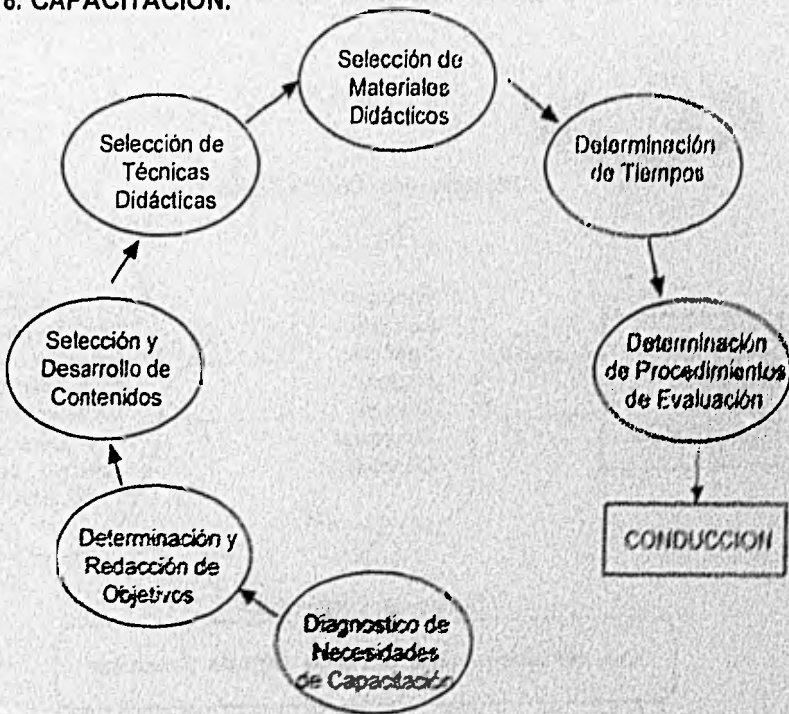 6. CAPACITACION.
Selección de
Materiales
Didácticos
Selección de
Técnicas
Didácticas
Determinación
de Tiempos
Selección y
Desarrollo de
Contenidos
Determinación
de Procedimientos
de Evaluación
Determinación y
Redacción de
Objetivos
CONDUCCION
Diagnostico de
Necesidades
de Capacitación